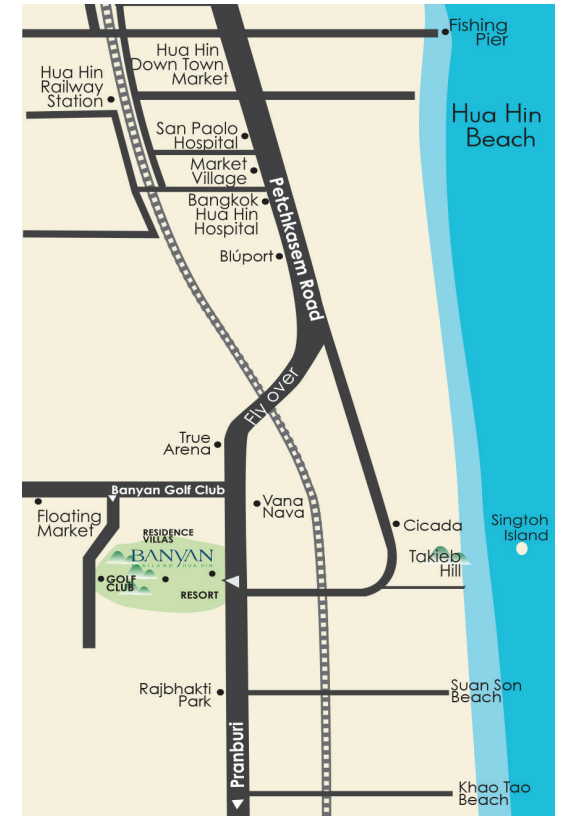 Fishing
Pier
Hua Hin
Down Town
Market
Hua Hin
Railway
Station
Hua Hin
Beach
San Paolo
Hospital
Market
Village
Petchkasem Road
Bangkok
Hua Hin
Hospital
Blúport
Fly over
True
Arena
Banyan Golf Club
Vana
Nava
Floating
Market
Cicada
Singtoh
Island
RESIDENCE
VILLAS
BANYAN
Takieb
Hill
GOLF
CLUB
RESORT
Rajbhakti
Park
Suan Son
Beach
Pranburi
Khao Tao
Beach